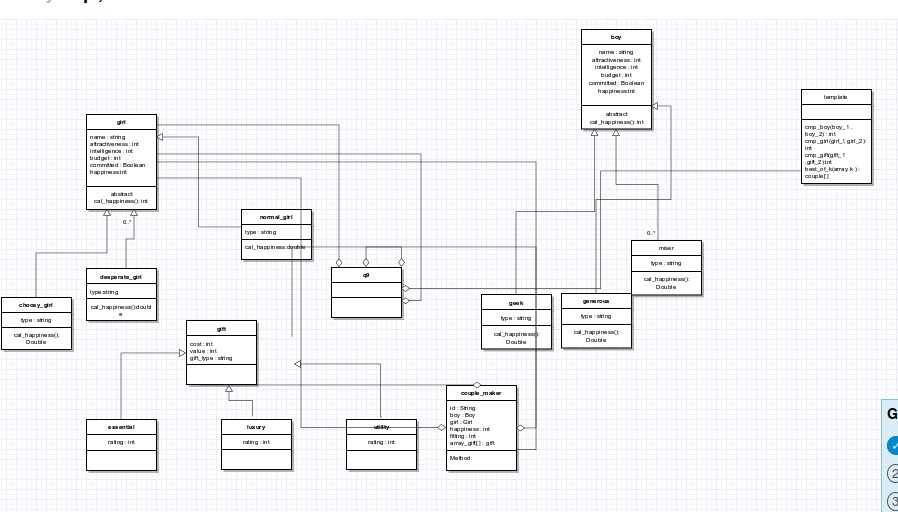 boy
name : string
attractiveness : int
intelligence : int
budget : int
committed : Boolean
happiness:int
abstract
cal_happiness(): int
template
cmp_boy(boy_1 ,
boy_2) : int
cmp_girl(girl_1, girl_2) :
int
cmp_gift(gift_1
,gift_2):int
best_of_k(array, k ) :
couple[]
girl
name : string
attractiveness : int
intelligence : int
budget : int
committed : Boolean
happiness:int
abstract
cal_happiness(): int
0..*
normal_girl
type : string
cal_happiness:double
0..*
miser
type : string
cal_happiness():
Double
desperate_girl
type:string
cal_happiness():doubl
e
q9
choosy_girl
type : string
cal_happiness():
Double
geek
type : string
cal_happiness():
Double
generous
type : string
cal_happiness():
Double
gift
cost : int
value : int
gift_type : string
couple_maker
id : String
boy : Boy
girl : Girl
happiness : int
fitting : int
array_gift[] : gift
Method
essential
rating : int
luxury
rating : int
utility
rating : int
G
2
3